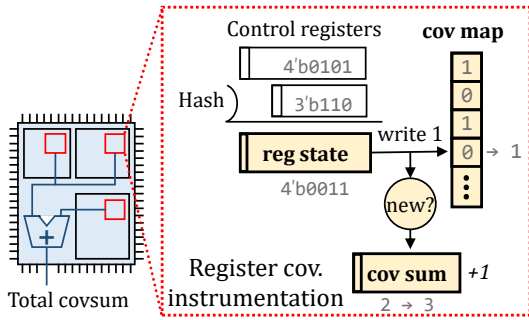 Control registers
4'b0101
Hash
3'b110
reg state
4'b0011
write 1
cov map
1
0
1
0 → 1
⋮
new?
cov sum +1
2 → 3
Register cov.
instrumentation
+
Total covsum